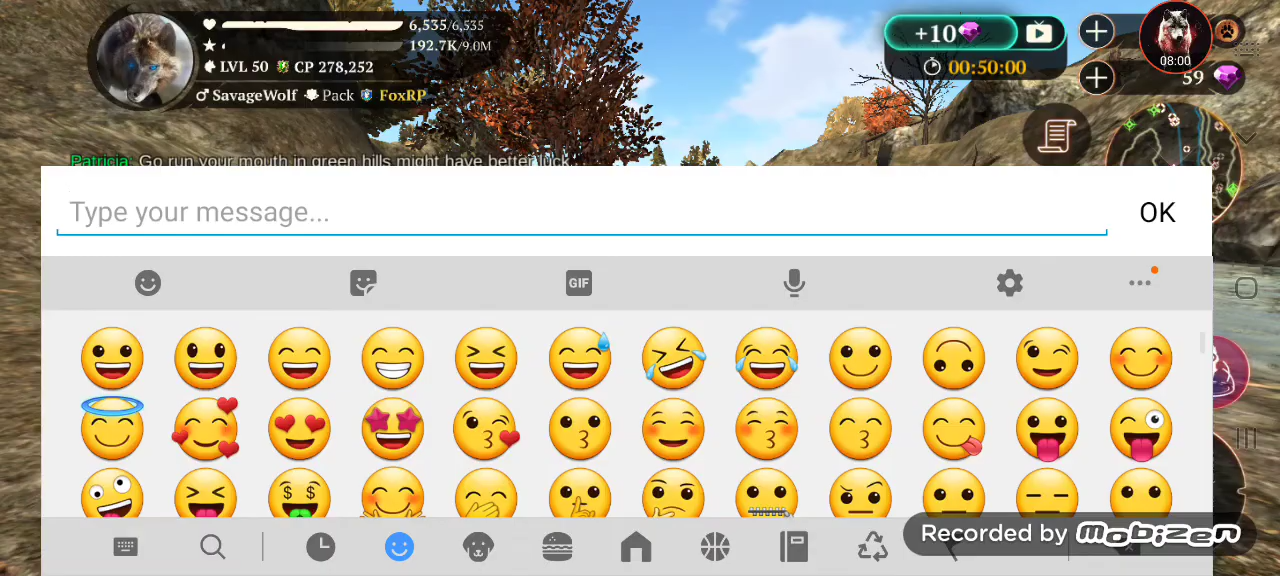 6,535/6,535
192.7K/9.0M
LVL 50 CP 278,252
SavageWolf Pack FoxRP
+10
00:50:00
08:00
59
Patricia: Go run your mouth in green hills might have better luck.
Type your message...
OK
GIF
Recorded by MOBIZEN